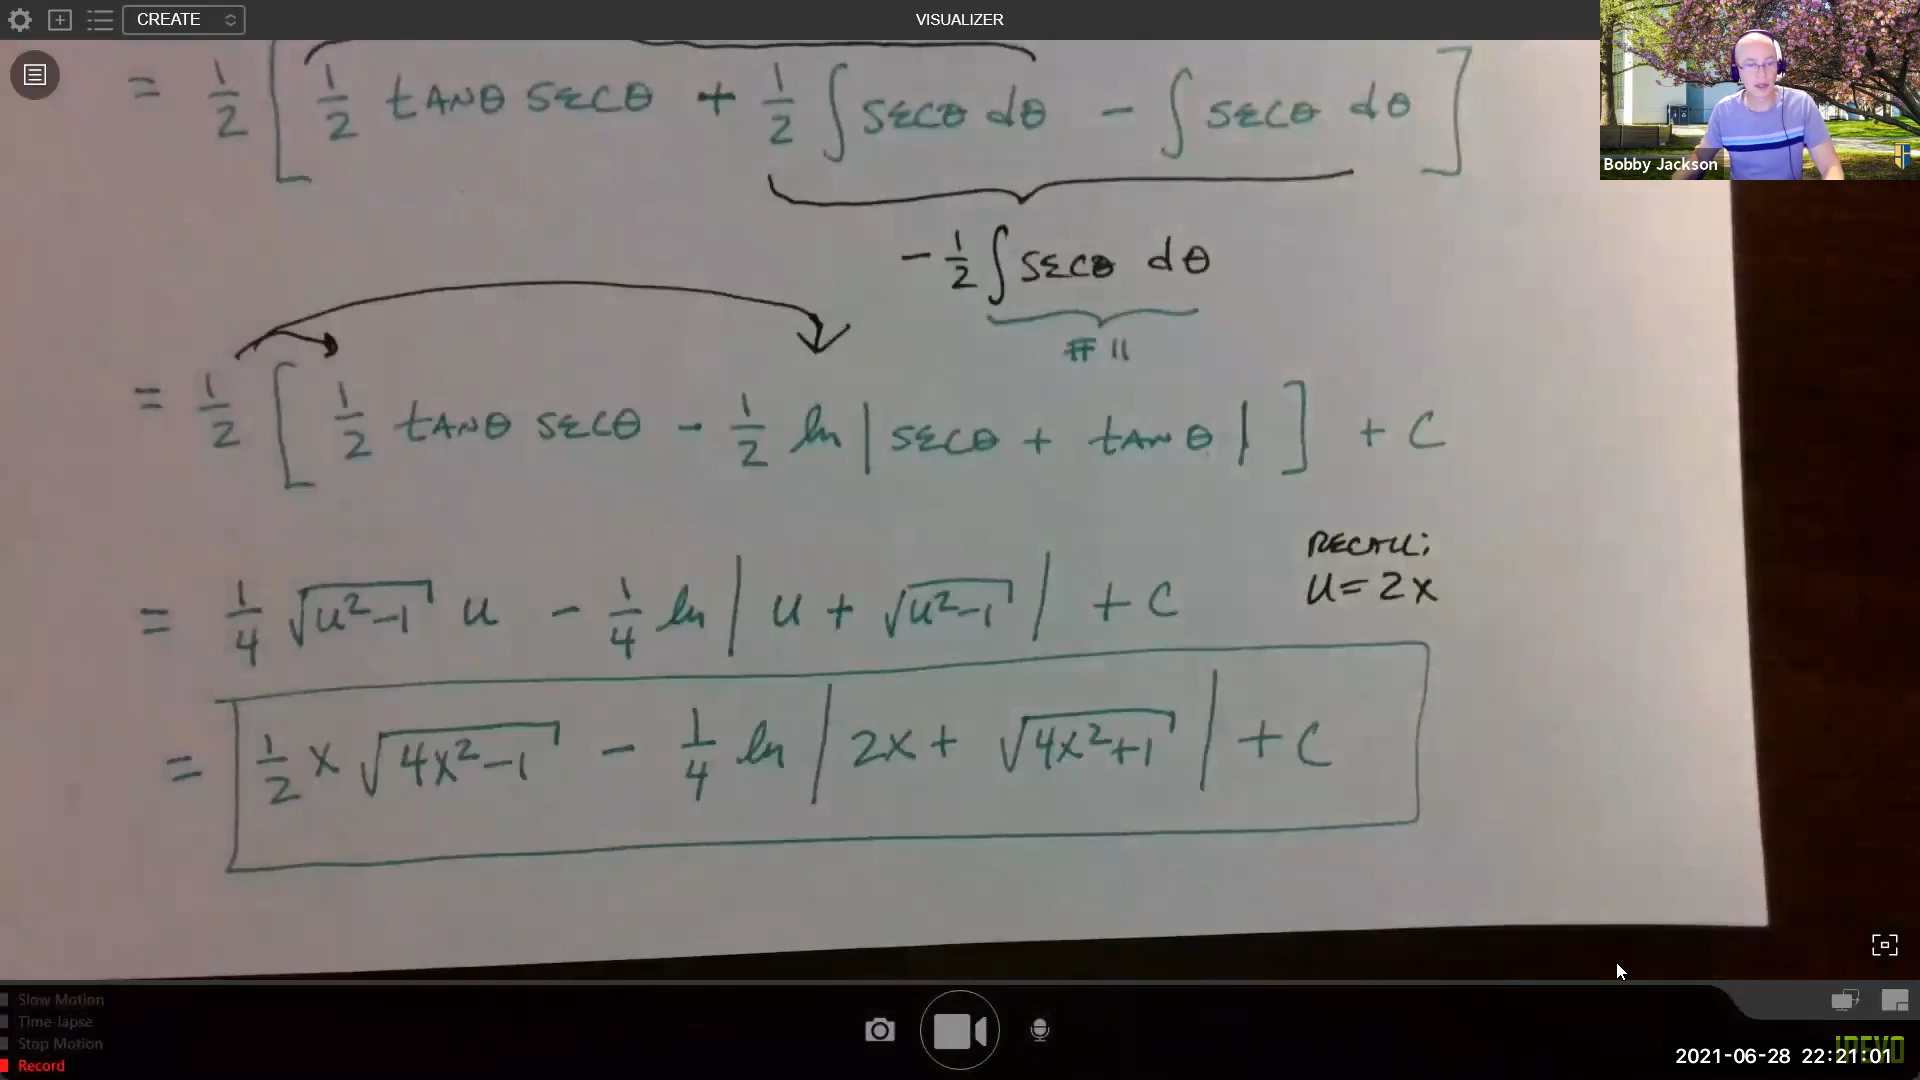 CREATE
VISUALIZER
Bobby Jackson
= 1/2 [ 1/2 tanθ secθ + 1/2 ∫ secθ dθ - ∫ secθ dθ ]
- 1/2 ∫ secθ dθ
# 11
= 1/2 [ 1/2 tanθ secθ - 1/2 ln | secθ + tanθ | ] + C
RECALL:
u = 2x
= 1/4 √(u²-1) u - 1/4 ln | u + √(u²-1) | + C
= 1/2 x √(4x²-1) - 1/4 ln | 2x + √(4x²+1) | + C
Slow Motion
Time-lapse
Stop Motion
Record
2021-06-28 22:21:01